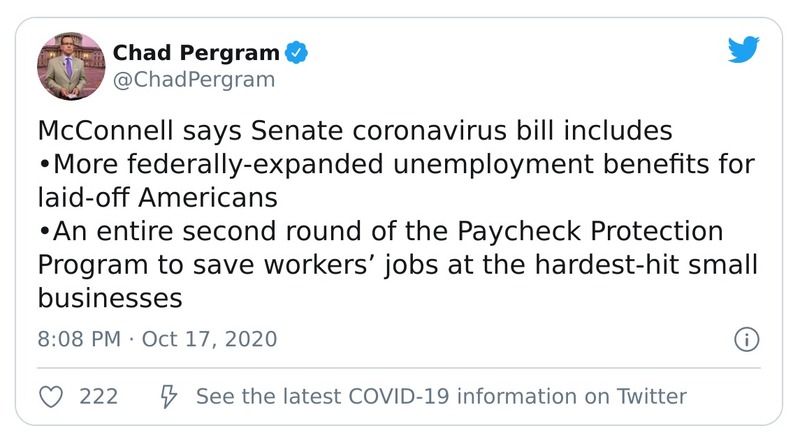 Chad Pergram
@ChadPergram
McConnell says Senate coronavirus bill includes
•More federally-expanded unemployment benefits for
laid-off Americans
•An entire second round of the Paycheck Protection
Program to save workers’ jobs at the hardest-hit small
businesses
8:08 PM · Oct 17, 2020
222 See the latest COVID-19 information on Twitter